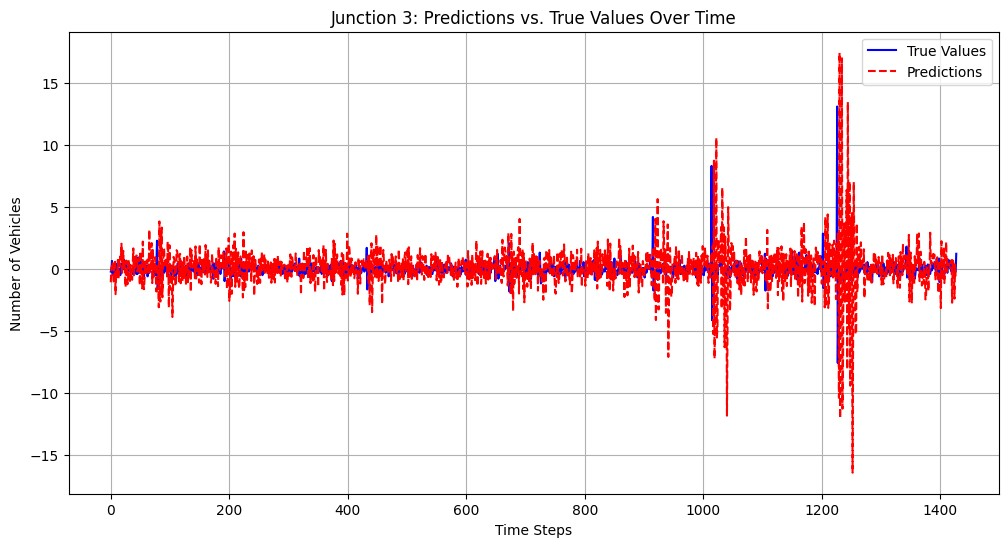 Junction 3: Predictions vs. True Values Over Time
True Values
Predictions
15
10
5
0
−5
−10
−15
Number of Vehicles
0 200 400 600 800 1000 1200 1400
Time Steps